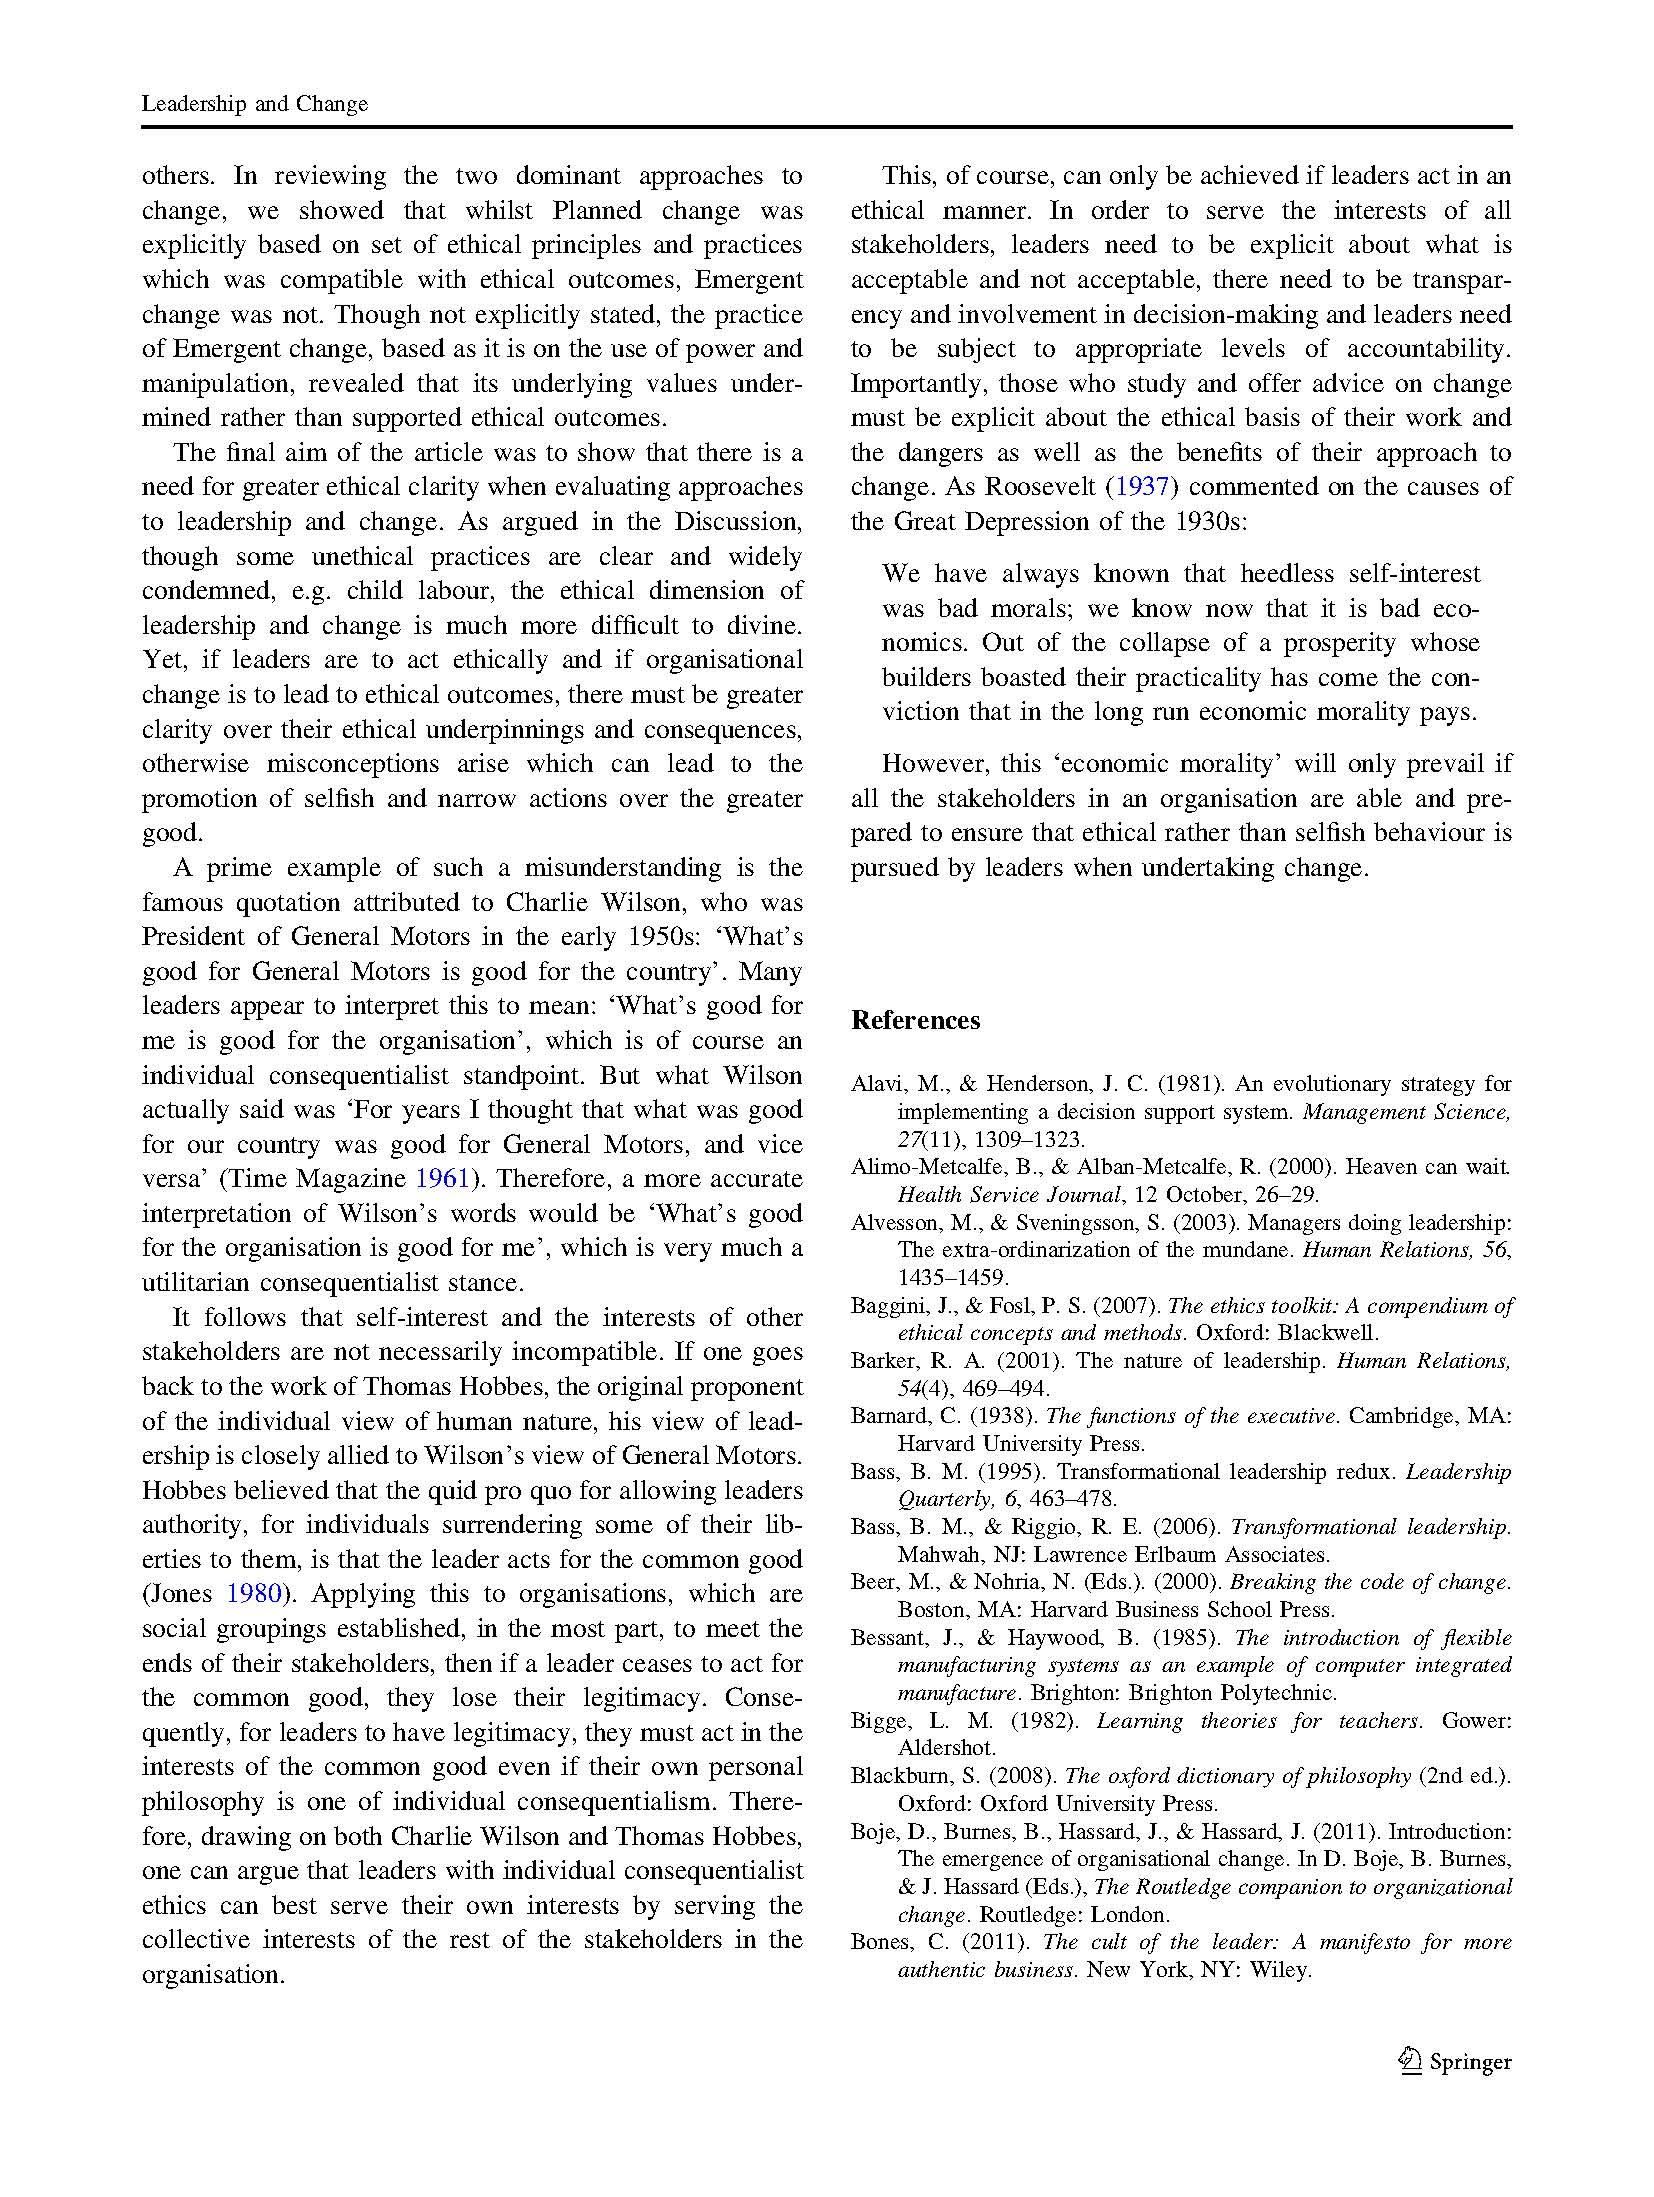 Leadership and Change
others. In reviewing the two dominant approaches to
change, we showed that whilst Planned change was
explicitly based on set of ethical principles and practices
which was compatible with ethical outcomes, Emergent
change was not. Though not explicitly stated, the practice
of Emergent change, based as it is on the use of power and
manipulation, revealed that its underlying values under-
mined rather than supported ethical outcomes.
The final aim of the article was to show that there is a
need for greater ethical clarity when evaluating approaches
to leadership and change. As argued in the Discussion,
though some unethical practices are clear and widely
condemned, e.g. child labour, the ethical dimension of
leadership and change is much more difficult to divine.
Yet, if leaders are to act ethically and if organisational
change is to lead to ethical outcomes, there must be greater
clarity over their ethical underpinnings and consequences,
otherwise misconceptions arise which can lead to the
promotion of selfish and narrow actions over the greater
good.
A prime example of such a misunderstanding is the
famous quotation attributed to Charlie Wilson, who was
President of General Motors in the early 1950s: ‘What’s
good for General Motors is good for the country’. Many
leaders appear to interpret this to mean: ‘What’s good for
me is good for the organisation’, which is of course an
individual consequentialist standpoint. But what Wilson
actually said was ‘For years I thought that what was good
for our country was good for General Motors, and vice
versa’ (Time Magazine 1961). Therefore, a more accurate
interpretation of Wilson’s words would be ‘What’s good
for the organisation is good for me’, which is very much a
utilitarian consequentialist stance.
It follows that self-interest and the interests of other
stakeholders are not necessarily incompatible. If one goes
back to the work of Thomas Hobbes, the original proponent
of the individual view of human nature, his view of lead-
ership is closely allied to Wilson’s view of General Motors.
Hobbes believed that the quid pro quo for allowing leaders
authority, for individuals surrendering some of their lib-
erties to them, is that the leader acts for the common good
(Jones 1980). Applying this to organisations, which are
social groupings established, in the most part, to meet the
ends of their stakeholders, then if a leader ceases to act for
the common good, they lose their legitimacy. Conse-
quently, for leaders to have legitimacy, they must act in the
interests of the common good even if their own personal
philosophy is one of individual consequentialism. There-
fore, drawing on both Charlie Wilson and Thomas Hobbes,
one can argue that leaders with individual consequentialist
ethics can best serve their own interests by serving the
collective interests of the rest of the stakeholders in the
organisation.
This, of course, can only be achieved if leaders act in an
ethical manner. In order to serve the interests of all
stakeholders, leaders need to be explicit about what is
acceptable and not acceptable, there need to be transpar-
ency and involvement in decision-making and leaders need
to be subject to appropriate levels of accountability.
Importantly, those who study and offer advice on change
must be explicit about the ethical basis of their work and
the dangers as well as the benefits of their approach to
change. As Roosevelt (1937) commented on the causes of
the Great Depression of the 1930s:
We have always known that heedless self-interest
was bad morals; we know now that it is bad eco-
nomics. Out of the collapse of a prosperity whose
builders boasted their practicality has come the con-
viction that in the long run economic morality pays.
However, this ‘economic morality’ will only prevail if
all the stakeholders in an organisation are able and pre-
pared to ensure that ethical rather than selfish behaviour is
pursued by leaders when undertaking change.
References
Alavi, M., & Henderson, J. C. (1981). An evolutionary strategy for
implementing a decision support system. Management Science,
27(11), 1309–1323.
Alimo-Metcalfe, B., & Alban-Metcalfe, R. (2000). Heaven can wait.
Health Service Journal, 12 October, 26–29.
Alvesson, M., & Sveningsson, S. (2003). Managers doing leadership:
The extra-ordinarization of the mundane. Human Relations, 56,
1435–1459.
Baggini, J., & Fosl, P. S. (2007). The ethics toolkit: A compendium of
ethical concepts and methods. Oxford: Blackwell.
Barker, R. A. (2001). The nature of leadership. Human Relations,
54(4), 469–494.
Barnard, C. (1938). The functions of the executive. Cambridge, MA:
Harvard University Press.
Bass, B. M. (1995). Transformational leadership redux. Leadership
Quarterly, 6, 463–478.
Bass, B. M., & Riggio, R. E. (2006). Transformational leadership.
Mahwah, NJ: Lawrence Erlbaum Associates.
Beer, M., & Nohria, N. (Eds.). (2000). Breaking the code of change.
Boston, MA: Harvard Business School Press.
Bessant, J., & Haywood, B. (1985). The introduction of flexible
manufacturing systems as an example of computer integrated
manufacture. Brighton: Brighton Polytechnic.
Bigge, L. M. (1982). Learning theories for teachers. Gower:
Aldershot.
Blackburn, S. (2008). The oxford dictionary of philosophy (2nd ed.).
Oxford: Oxford University Press.
Boje, D., Burnes, B., Hassard, J., & Hassard, J. (2011). Introduction:
The emergence of organisational change. In D. Boje, B. Burnes,
& J. Hassard (Eds.), The Routledge companion to organizational
change. Routledge: London.
Bones, C. (2011). The cult of the leader: A manifesto for more
authentic business. New York, NY: Wiley.
Springer